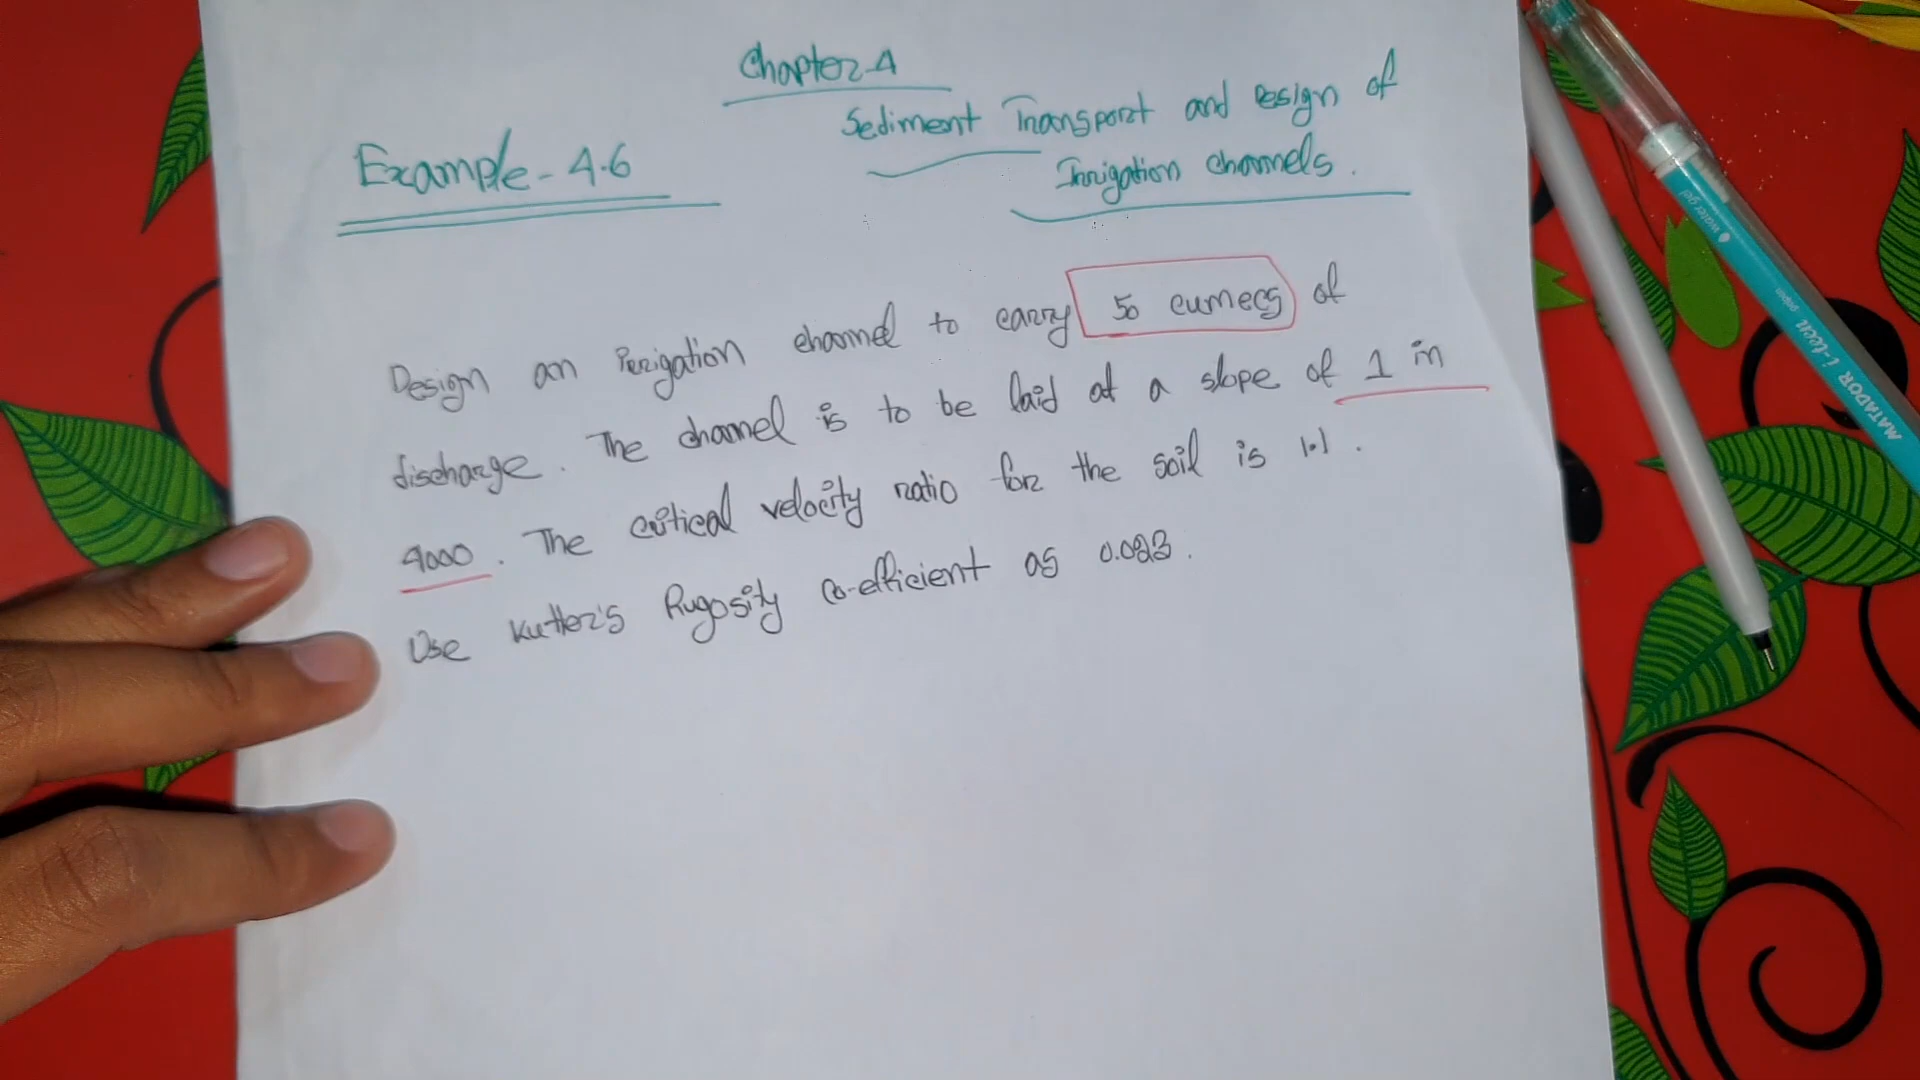 Chapter-4
Sediment Transport and Design of
Irrigation channels.
Example-4.6
Design an Irrigation channel to carry 50 cumecs of
discharge. The channel is to be laid at a slope of 1 in
4000. The critical velocity ratio for the soil is 1.1.
Use Kutter's Rugosity Co-efficient as 0.023.
water gel
MATADOR i-teen